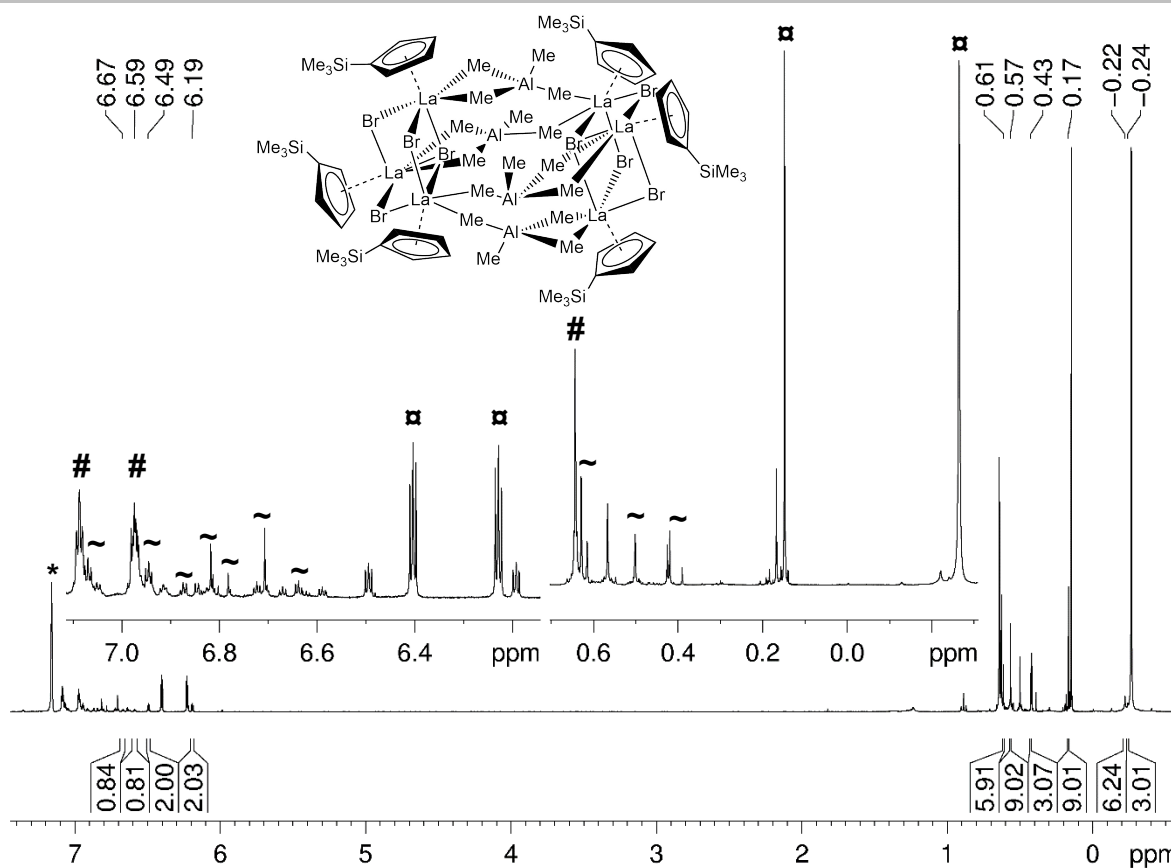 6.67
6.59
6.49
6.19
0.61
0.57
0.43
0.17
−0.22
−0.24
¤
¤
Me3Si
Me3Si
Me
Me
Al
Me
Me
La
La
Br
Br
Me
Me
Al
Me
La
Br
Br
Br
Me3Si
Me
Me
Me
Br
SiMe3
La
La
Me
Al
Me
Br
Br
Me
Me
La
Al
Me
Me
Me3Si
Me3Si
#
#
#
~
~
~
~
~
~
~
¤
¤
~
~
~
*
7.0
6.8
6.6
6.4
ppm
0.6
0.4
0.2
0.0
ppm
0.84
0.81
2.00
2.03
5.91
9.02
3.07
9.01
6.24
3.01
7
6
5
4
3
2
1
0
ppm